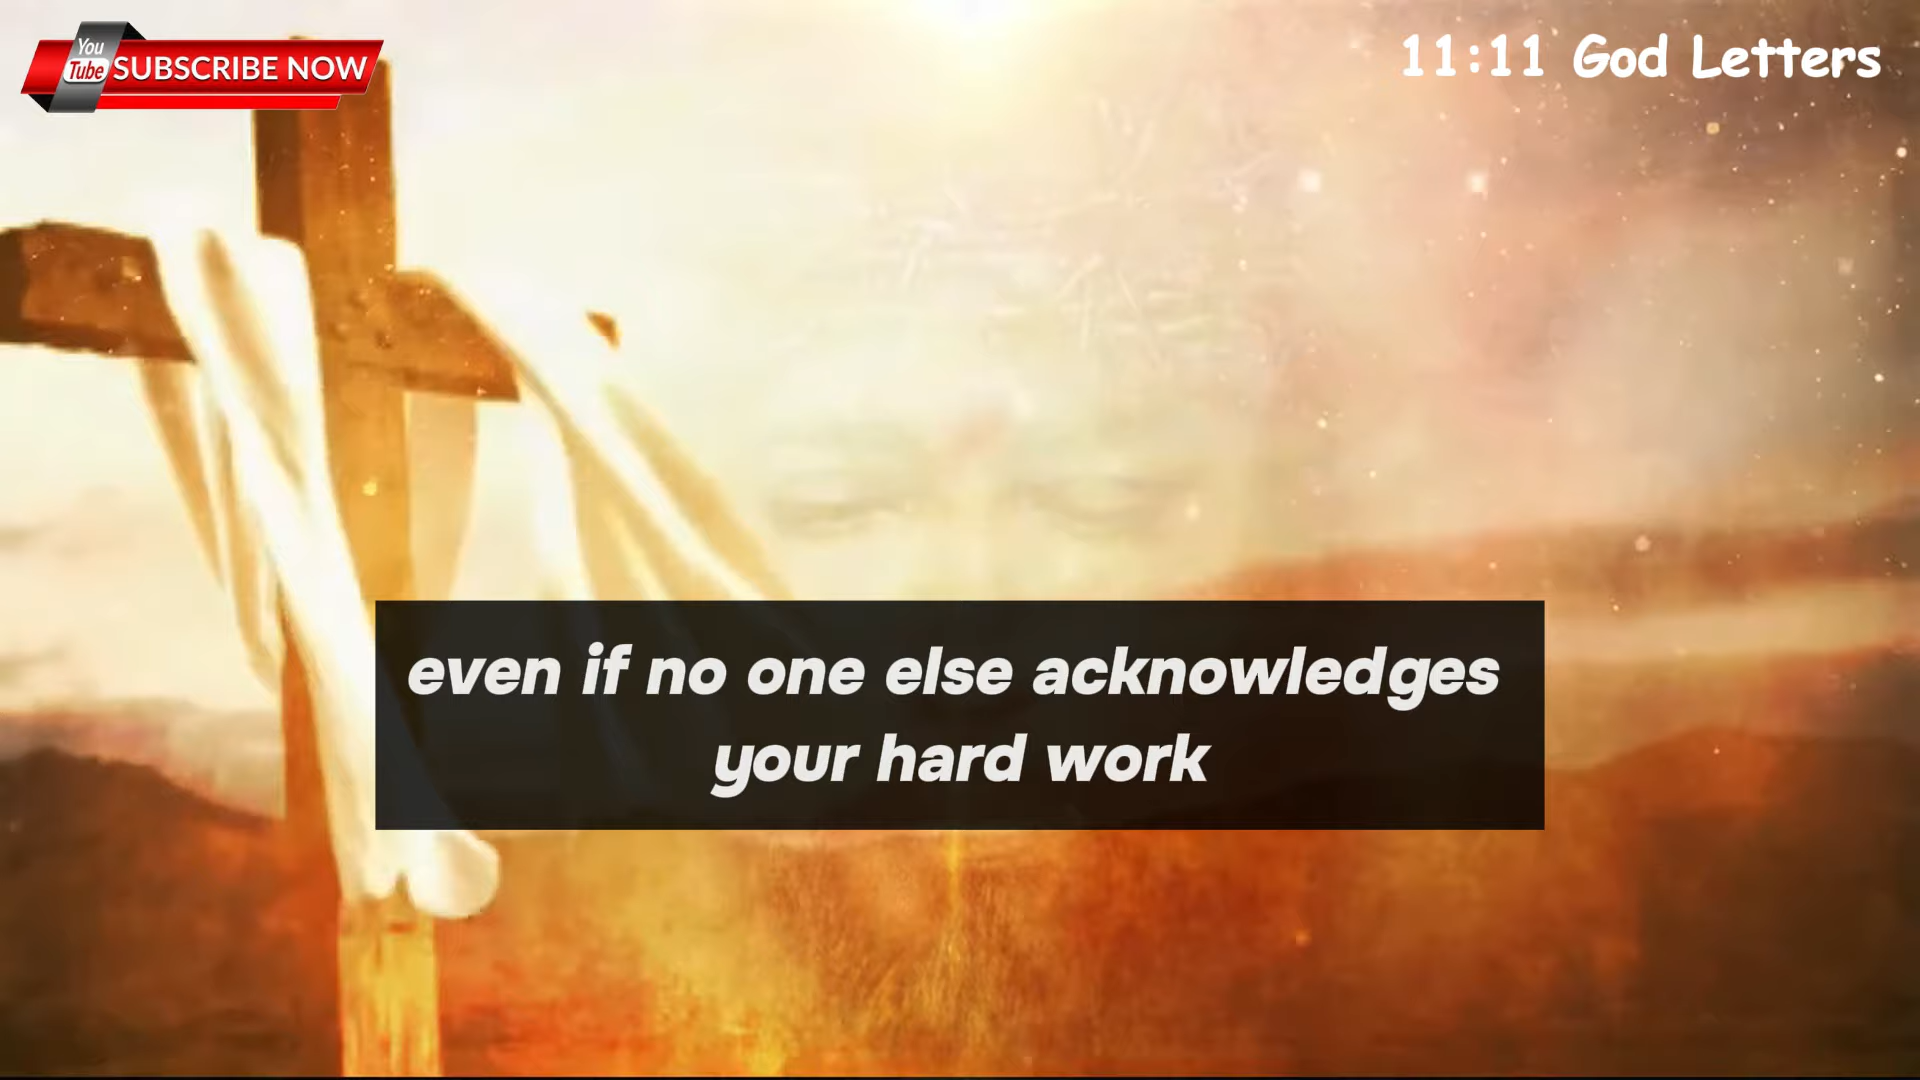 You
Tube SUBSCRIBE NOW
11:11 God Letters
even if no one else acknowledges
your hard work